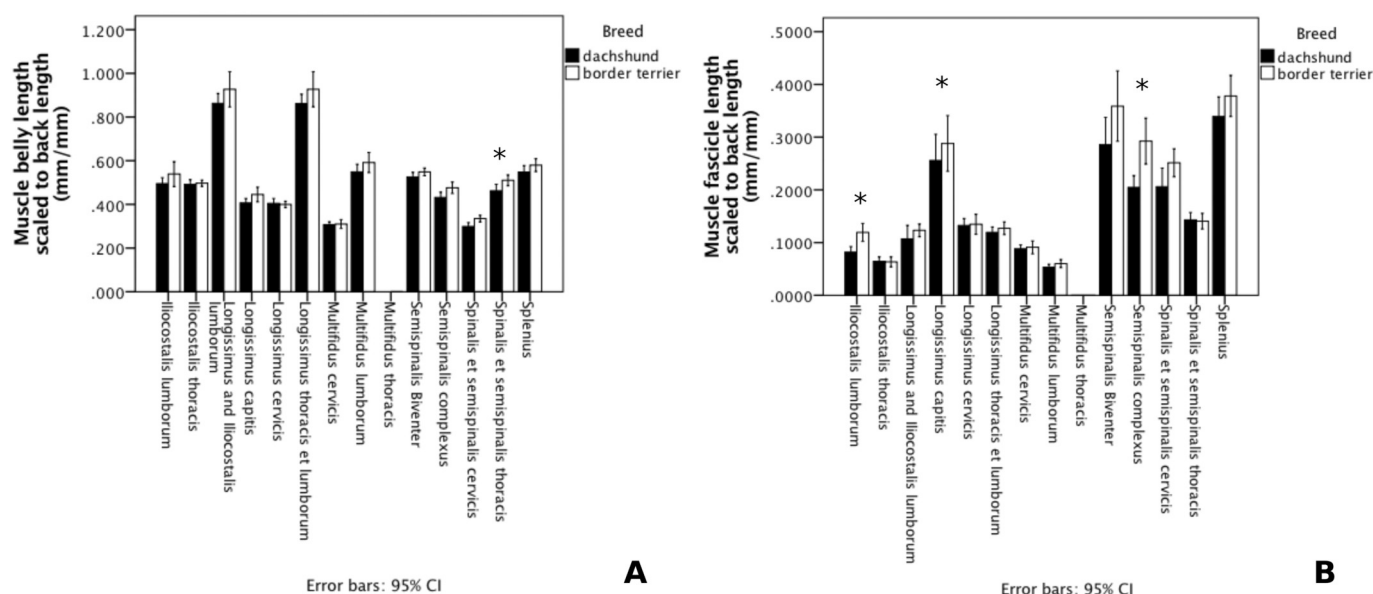 Muscle belly length
scaled to back length
(mm/mm)
1.200
1.000
.800
.600
.400
.200
.000
*
Breed
dachshund
border terrier
Iliocostalis lumborum
Iliocostalis thoracis
Longissimus and Iliocostalis
lumborum
Longissimus capitis
Longissimus cervicis
Longissimus thoracis et lumborum
Multifidus cervicis
Multifidus lumborum
Multifidus thoracis
Semispinalis Biventer
Semispinalis complexus
Spinalis et semispinalis cervicis
Spinalis et semispinalis thoracis
Splenius
Error bars: 95% CI
A
Muscle fascicle length
scaled to back length
(mm/mm)
.5000
.4000
.3000
.2000
.1000
.0000
*
*
*
Breed
dachshund
border terrier
Iliocostalis lumborum
Iliocostalis thoracis
Longissimus and Iliocostalis lumborum
Longissimus capitis
Longissimus cervicis
Longissimus thoracis et lumborum
Multifidus cervicis
Multifidus lumborum
Multifidus thoracis
Semispinalis Biventer
Semispinalis complexus
Spinalis et semispinalis cervicis
Spinalis et semispinalis thoracis
Splenius
Error bars: 95% CI
B